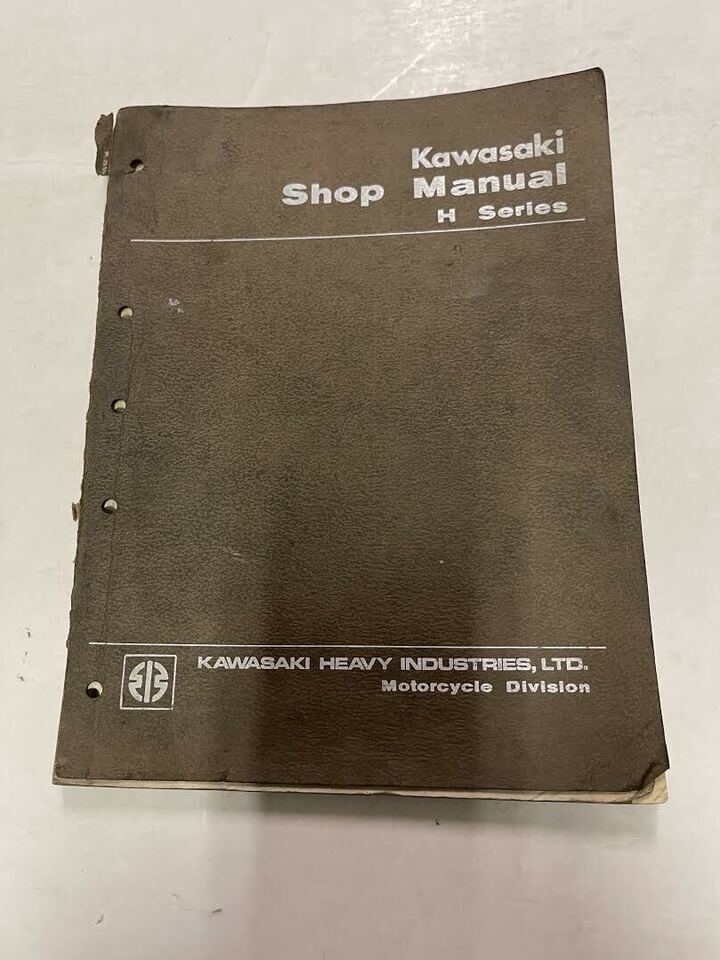 Kawasaki
Shop Manual
H Series
KAWASAKI HEAVY INDUSTRIES, LTD.
Motorcycle Division